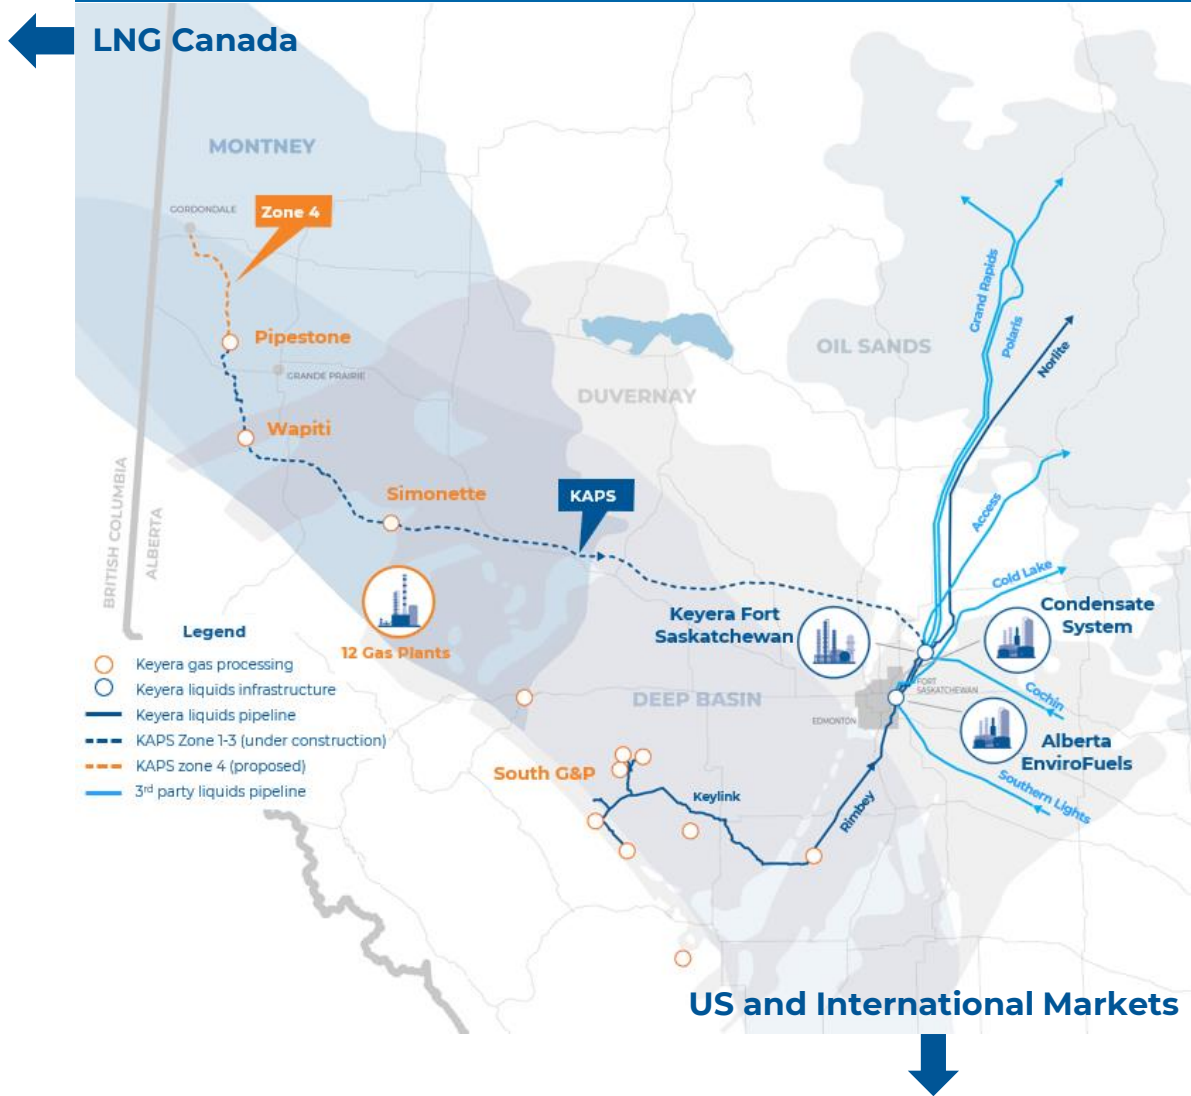 LNG Canada
MONTNEY
GORDONDALE
Zone 4
Pipestone
GRANDE PRAIRIE
Wapiti
Simonette
KAPS
DUVERNAY
OIL SANDS
Grand Rapids
Polaris
Norlite
Access
Cold Lake
BRITISH COLUMBIA
ALBERTA
12 Gas Plants
Keyera Fort
Saskatchewan
Condensate
System
DEEP BASIN
FORT
SASKATCHEWAN
EDMONTON
Cochin
Alberta
EnviroFuels
Southern Lights
South G&P
Keylink
Rimbey
Legend
Keyera gas processing
Keyera liquids infrastructure
Keyera liquids pipeline
KAPS Zone 1-3 (under construction)
KAPS zone 4 (proposed)
3rd party liquids pipeline
US and International Markets